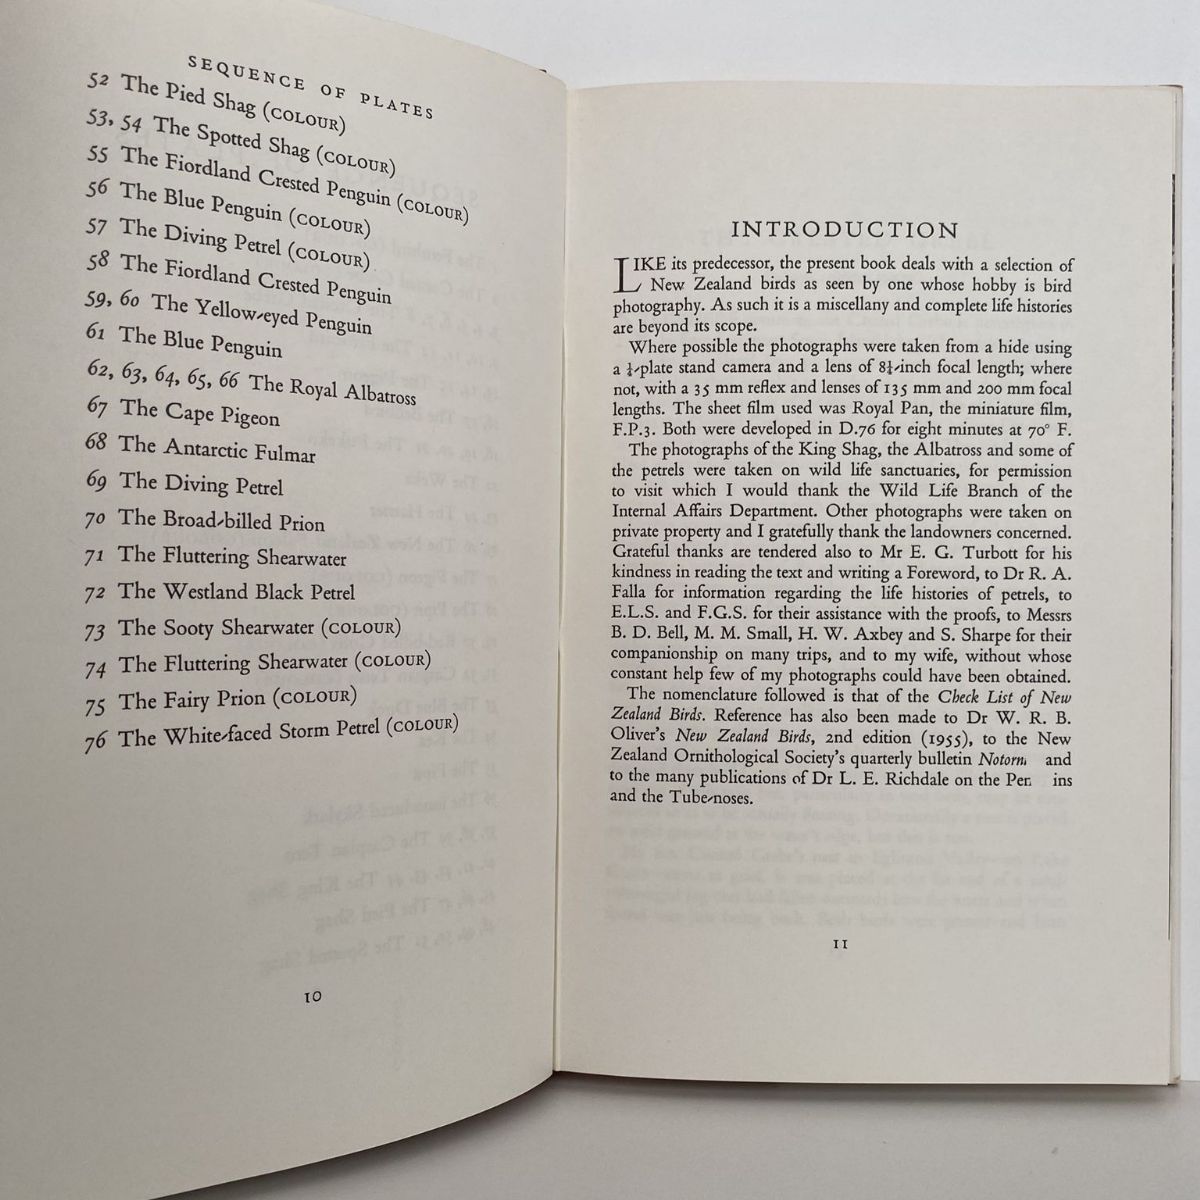 SEQUENCE OF PLATES
52 The Pied Shag (COLOUR)
53, 54 The Spotted Shag (COLOUR)
55 The Fiordland Crested Penguin (COLOUR)
56 The Blue Penguin (COLOUR)
57 The Diving Petrel (COLOUR)
58 The Fiordland Crested Penguin
59, 60 The Yellow-eyed Penguin
61 The Blue Penguin
62, 63, 64, 65, 66 The Royal Albatross
67 The Cape Pigeon
68 The Antarctic Fulmar
69 The Diving Petrel
70 The Broad-billed Prion
71 The Fluttering Shearwater
72 The Westland Black Petrel
73 The Sooty Shearwater (COLOUR)
74 The Fluttering Shearwater (COLOUR)
75 The Fairy Prion (COLOUR)
76 The White-faced Storm Petrel (COLOUR)
10
INTRODUCTION
LIKE its predecessor, the present book deals with a selection of
New Zealand birds as seen by one whose hobby is bird
photography. As such it is a miscellany and complete life histories
are beyond its scope.
Where possible the photographs were taken from a hide using
a ¼-plate stand camera and a lens of 8½-inch focal length; where
not, with a 35 mm reflex and lenses of 135 mm and 200 mm focal
lengths. The sheet film used was Royal Pan, the miniature film,
F.P.3. Both were developed in D.76 for eight minutes at 70° F.
The photographs of the King Shag, the Albatross and some of
the petrels were taken on wild life sanctuaries, for permission
to visit which I would thank the Wild Life Branch of the
Internal Affairs Department. Other photographs were taken on
private property and I gratefully thank the landowners concerned.
Grateful thanks are tendered also to Mr E. G. Turbott for his
kindness in reading the text and writing a Foreword, to Dr R. A.
Falla for information regarding the life histories of petrels, to
E.L.S. and F.G.S. for their assistance with the proofs, to Messrs
B. D. Bell, M. M. Small, H. W. Axbey and S. Sharpe for their
companionship on many trips, and to my wife, without whose
constant help few of my photographs could have been obtained.
The nomenclature followed is that of the Check List of New
Zealand Birds. Reference has also been made to Dr W. R. B.
Oliver's New Zealand Birds, 2nd edition (1955), to the New
Zealand Ornithological Society's quarterly bulletin Notorn and
to the many publications of Dr L. E. Richdale on the Pen ins
and the Tube-noses.
11